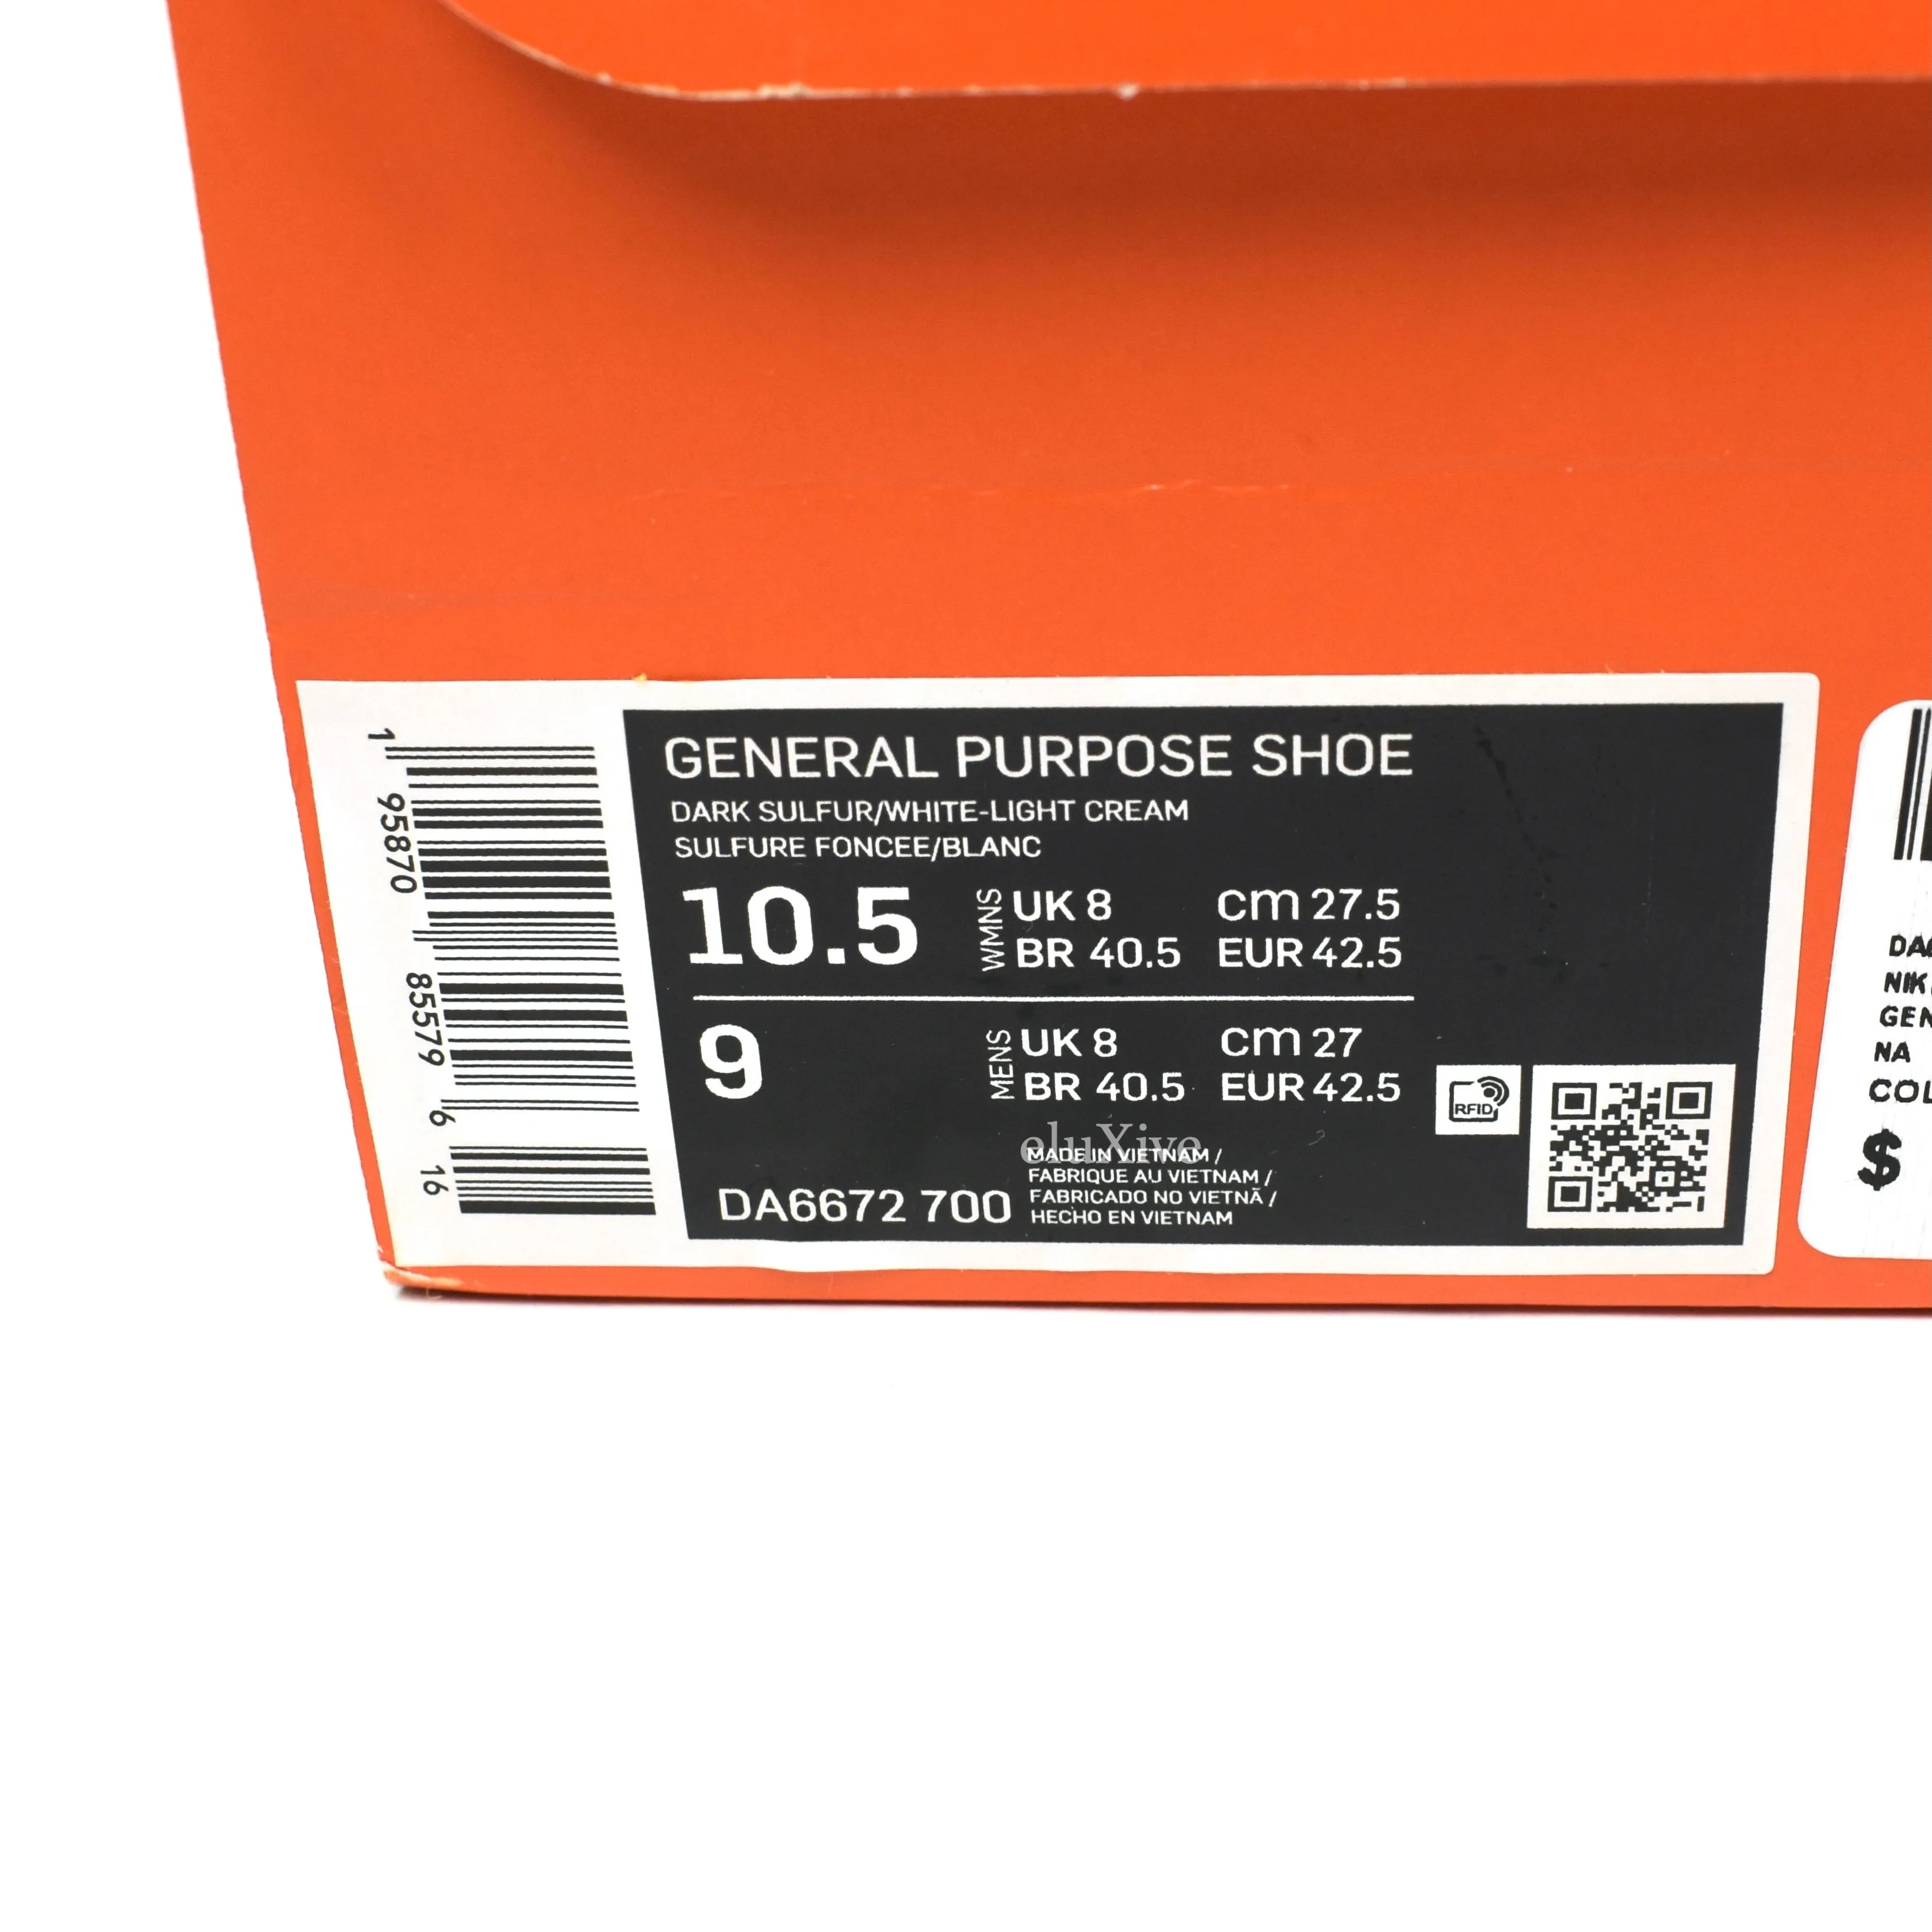 GENERAL PURPOSE SHOE
DARK SULFUR/WHITE-LIGHT CREAM
SULFURE FONCEE/BLANC
10.5 WMNS UK 8 cm 27.5
BR 40.5 EUR 42.5
9 MENS UK 8 cm 27
BR 40.5 EUR 42.5
RFID
eluXive
MADE IN VIETNAM /
FABRIQUE AU VIETNAM /
FABRICADO NO VIETNÃ /
HECHO EN VIETNAM
DA6672 700
1 95870 85579 6 16
NA
$